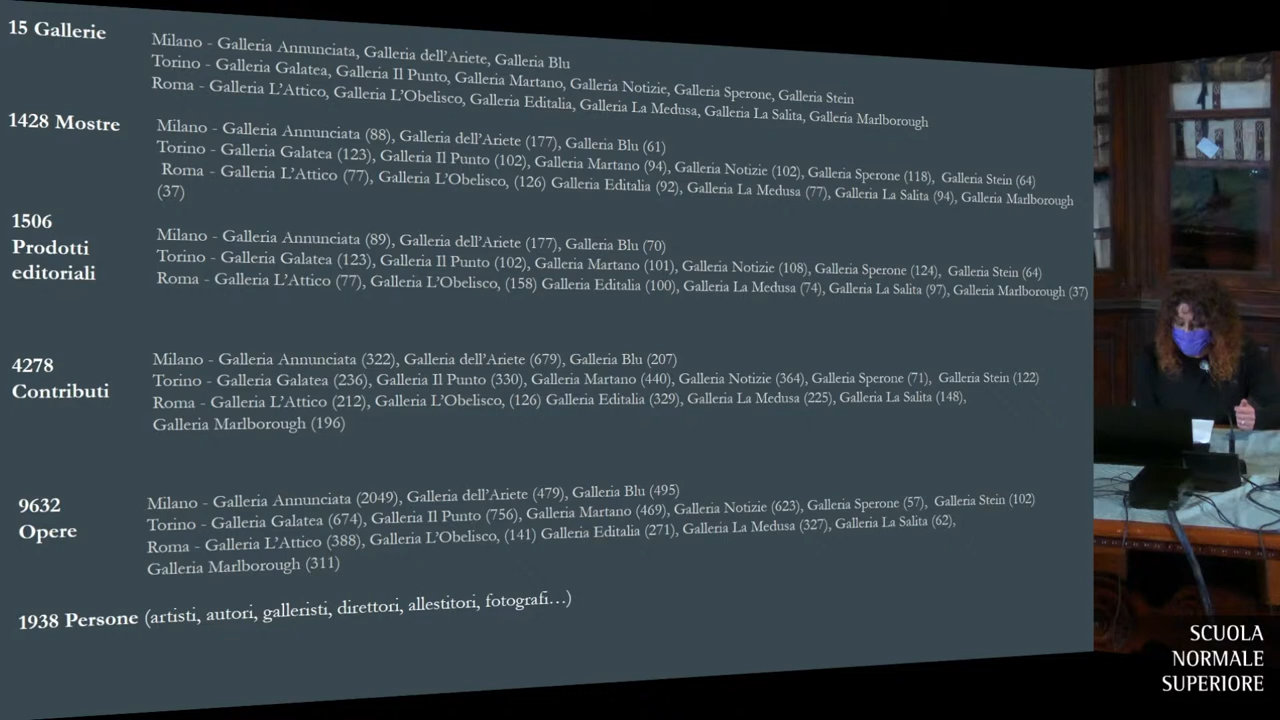 15 Gallerie
Milano - Galleria Annunciata, Galleria dell'Ariete, Galleria Blu
Torino - Galleria Galatea, Galleria Il Punto, Galleria Martano, Galleria Notizie, Galleria Sperone, Galleria Stein
Roma - Galleria L'Attico, Galleria L'Obelisco, Galleria Editalia, Galleria La Medusa, Galleria La Salita, Galleria Marlborough
1428 Mostre
Milano - Galleria Annunciata (88), Galleria dell'Ariete (177), Galleria Blu (61)
Torino - Galleria Galatea (123), Galleria Il Punto (102), Galleria Martano (94), Galleria Notizie (102), Galleria Sperone (118), Galleria Stein (64)
Roma - Galleria L'Attico (77), Galleria L'Obelisco, (126) Galleria Editalia (92), Galleria La Medusa (77), Galleria La Salita (94), Galleria Marlborough
(37)
1506
Prodotti
editoriali
Milano - Galleria Annunciata (89), Galleria dell'Ariete (177), Galleria Blu (70)
Torino - Galleria Galatea (123), Galleria Il Punto (102), Galleria Martano (101), Galleria Notizie (108), Galleria Sperone (124), Galleria Stein (64)
Roma - Galleria L'Attico (77), Galleria L'Obelisco, (158) Galleria Editalia (100), Galleria La Medusa (74), Galleria La Salita (97), Galleria Marlborough (37)
4278
Contributi
Milano - Galleria Annunciata (322), Galleria dell'Ariete (679), Galleria Blu (207)
Torino - Galleria Galatea (236), Galleria Il Punto (330), Galleria Martano (440), Galleria Notizie (364), Galleria Sperone (71), Galleria Stein (122)
Roma - Galleria L'Attico (212), Galleria L'Obelisco, (126) Galleria Editalia (329), Galleria La Medusa (225), Galleria La Salita (148),
Galleria Marlborough (196)
9632
Opere
Milano - Galleria Annunciata (2049), Galleria dell'Ariete (479), Galleria Blu (495)
Torino - Galleria Galatea (674), Galleria Il Punto (756), Galleria Martano (469), Galleria Notizie (623), Galleria Sperone (57), Galleria Stein (102)
Roma - Galleria L'Attico (388), Galleria L'Obelisco, (141) Galleria Editalia (271), Galleria La Medusa (327), Galleria La Salita (62),
Galleria Marlborough (311)
1938 Persone (artisti, autori, galleristi, direttori, allestitori, fotografi…)
SCUOLA
NORMALE
SUPERIORE